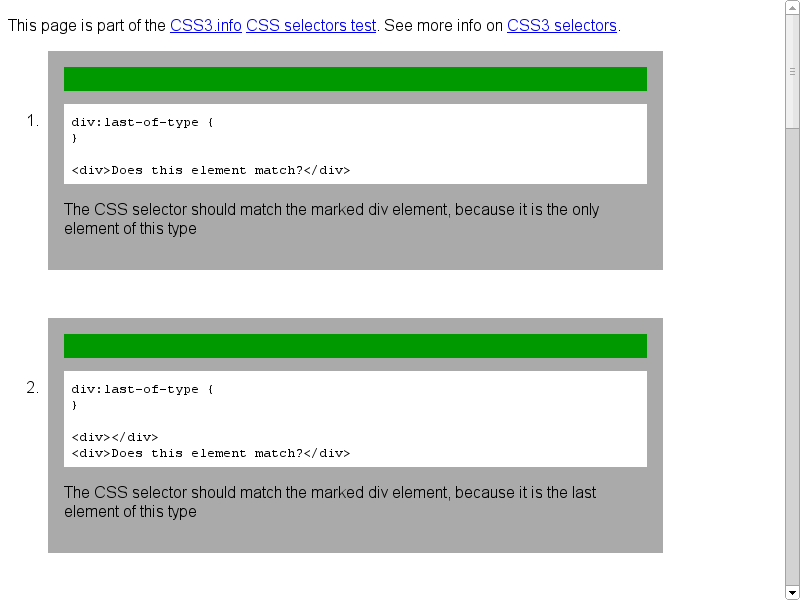 This page is part of the CSS3.info CSS selectors test. See more info on CSS3 selectors.
1.
div:last-of-type {
}
<div>Does this element match?</div>
The CSS selector should match the marked div element, because it is the only
element of this type
2.
div:last-of-type {
}
<div></div>
<div>Does this element match?</div>
The CSS selector should match the marked div element, because it is the last
element of this type